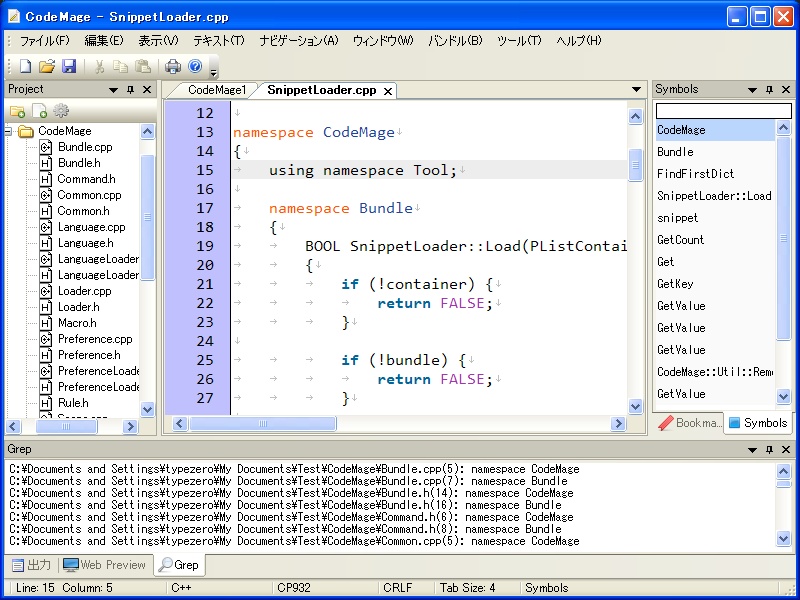 CodeMage - SnippetLoader.cpp
ファイル(F) 編集(E) 表示(V) テキスト(T) ナビゲーション(A) ウィンドウ(W) バンドル(B) ツール(T) ヘルプ(H)
Project
CodeMage
Bundle.cpp
Bundle.h
Command.h
Common.cpp
Common.h
Language.cpp
Language.h
LanguageLoader
LanguageLoader
Loader.cpp
Loader.h
Macro.h
Preference.cpp
Preference.h
PreferenceLoade
PreferenceLoade
Rule.h
CodeMage1 SnippetLoader.cpp
12
13 namespace CodeMage
14 {
15 using namespace Tool;
16
17 namespace Bundle
18 {
19 BOOL SnippetLoader::Load(PListContai
20 {
21 if (!container) {
22 return FALSE;
23 }
24
25 if (!bundle) {
26 return FALSE;
27 }
Symbols
CodeMage
Bundle
FindFirstDict
SnippetLoader::Load
snippet
GetCount
Get
GetKey
GetValue
GetValue
GetValue
CodeMage::Util::Rem
GetValue
Bookma... Symbols
Grep
C:¥Documents and Settings¥typezero¥My Documents¥Test¥CodeMage¥Bundle.cpp(5): namespace CodeMage
C:¥Documents and Settings¥typezero¥My Documents¥Test¥CodeMage¥Bundle.cpp(7): namespace Bundle
C:¥Documents and Settings¥typezero¥My Documents¥Test¥CodeMage¥Bundle.h(14): namespace CodeMage
C:¥Documents and Settings¥typezero¥My Documents¥Test¥CodeMage¥Bundle.h(16): namespace Bundle
C:¥Documents and Settings¥typezero¥My Documents¥Test¥CodeMage¥Command.h(6): namespace CodeMage
C:¥Documents and Settings¥typezero¥My Documents¥Test¥CodeMage¥Command.h(8): namespace Bundle
C:¥Documents and Settings¥typezero¥My Documents¥Test¥CodeMage¥Common.cpp(5): namespace CodeMage
出力 Web Preview Grep
Line: 15 Column: 5 C++ CP932 CRLF Tab Size: 4 Symbols